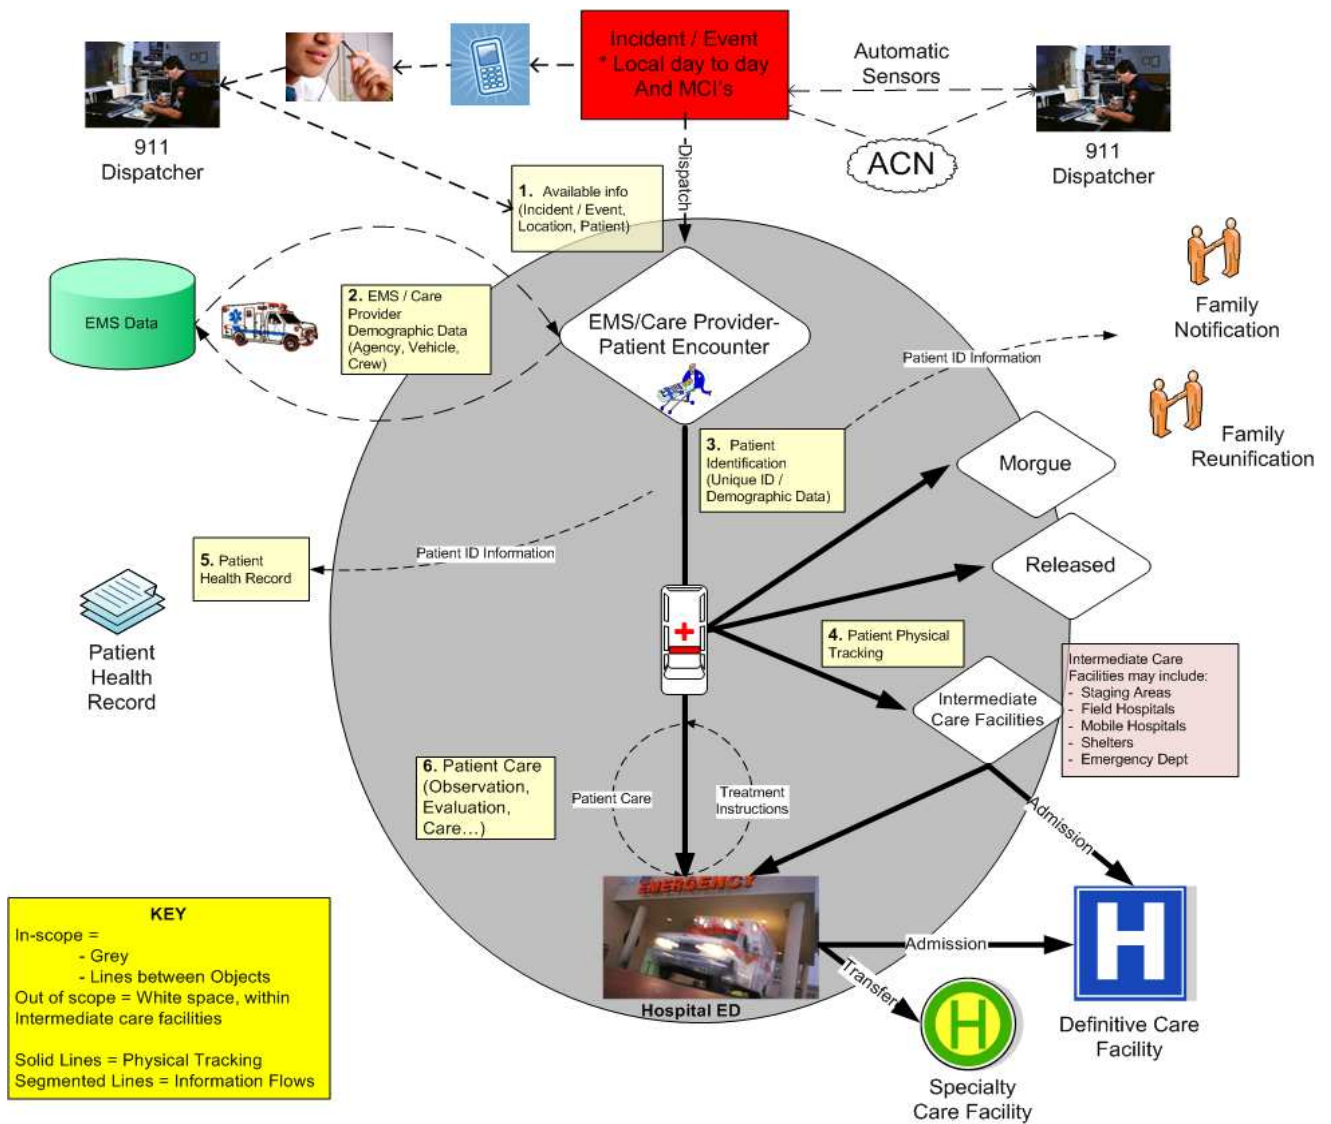 Incident / Event
* Local day to day
And MCI's
Automatic
Sensors
911
Dispatcher
ACN
911
Dispatcher
Dispatch
1. Available info
(Incident / Event,
Location, Patient)
EMS Data
2. EMS / Care
Provider
Demographic Data
(Agency, Vehicle,
Crew)
EMS/Care Provider-
Patient Encounter
Family
Notification
Patient ID Information
Family
Reunification
3. Patient
Identification
(Unique ID /
Demographic Data)
Morgue
Released
5. Patient
Health Record
Patient ID Information
Patient
Health
Record
4. Patient Physical
Tracking
Intermediate
Care Facilities
Intermediate Care
Facilities may include:
- Staging Areas
- Field Hospitals
- Mobile Hospitals
- Shelters
- Emergency Dept
6. Patient Care
(Observation,
Evaluation,
Care...)
Patient Care
Treatment
Instructions
Admission
EMERGENCY
Hospital ED
Admission
Transfer
H
Definitive Care
Facility
H
Specialty
Care Facility
KEY
In-scope =
- Grey
- Lines between Objects
Out of scope = White space, within
Intermediate care facilities
Solid Lines = Physical Tracking
Segmented Lines = Information Flows